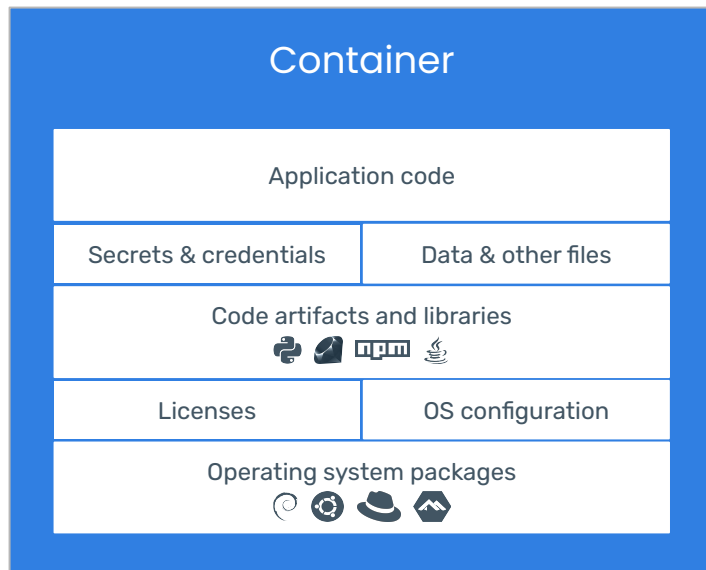 Container
Application code
Secrets & credentials
Data & other files
Code artifacts and libraries
npm
Licenses
OS configuration
Operating system packages